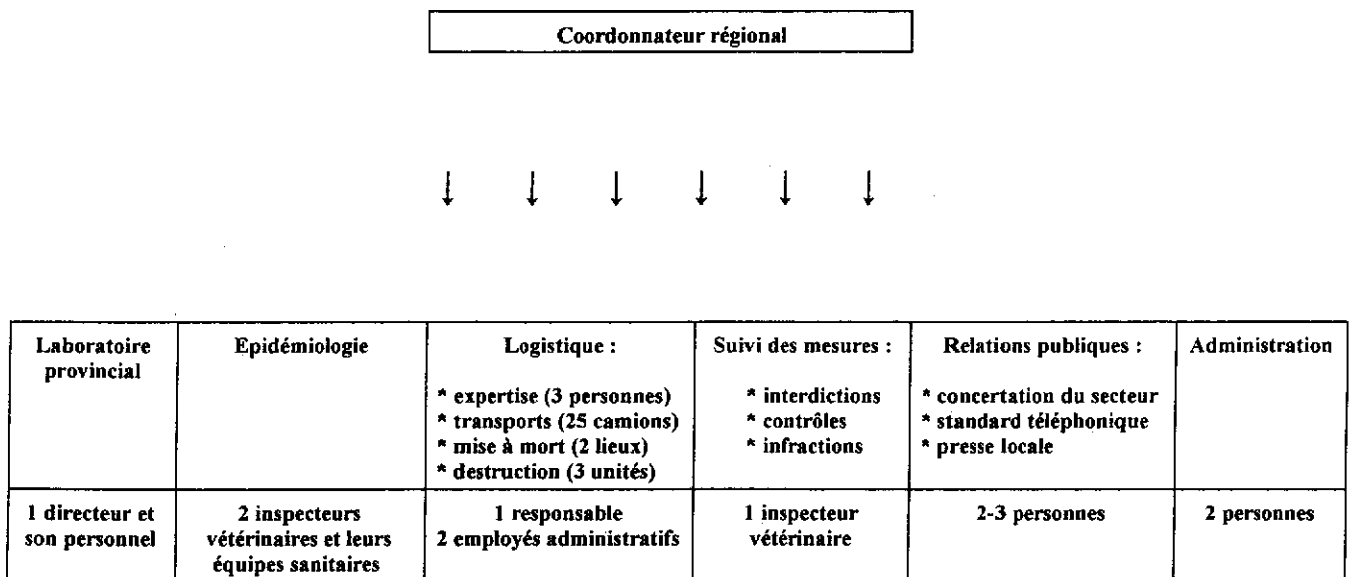 Coordonnateur régional
Laboratoire
provincial
Epidémiologie
Logistique :
* expertise (3 personnes)
* transports (25 camions)
* mise à mort (2 lieux)
* destruction (3 unités)
Suivi des mesures :
* interdictions
* contrôles
* infractions
Relations publiques :
* concertation du secteur
* standard téléphonique
* presse locale
Administration
1 directeur et
son personnel
2 inspecteurs
vétérinaires et leurs
équipes sanitaires
1 responsable
2 employés administratifs
1 inspecteur
vétérinaire
2-3 personnes
2 personnes